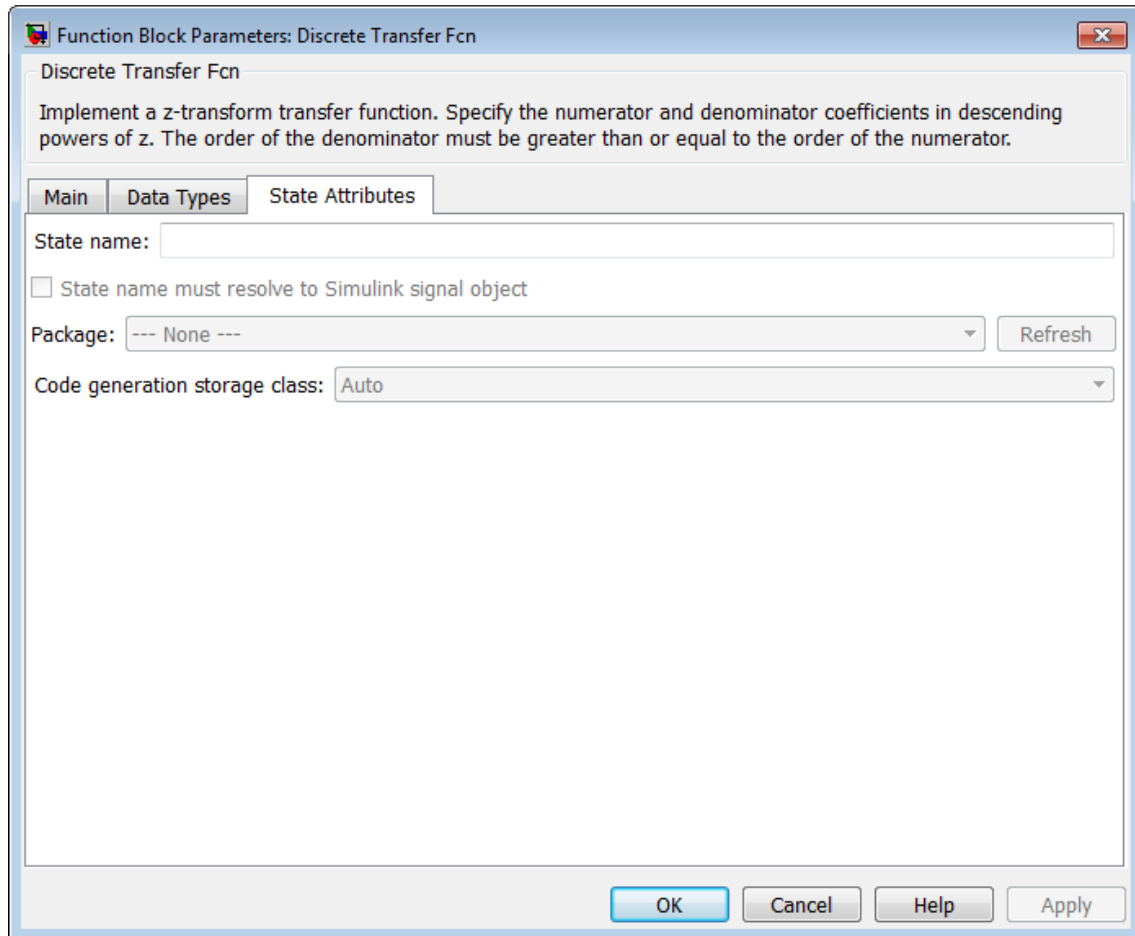 Function Block Parameters: Discrete Transfer Fcn
Discrete Transfer Fcn
Implement a z-transform transfer function. Specify the numerator and denominator coefficients in descending
powers of z. The order of the denominator must be greater than or equal to the order of the numerator.
Main Data Types State Attributes
State name:
State name must resolve to Simulink signal object
Package: --- None --- Refresh
Code generation storage class: Auto
OK Cancel Help Apply